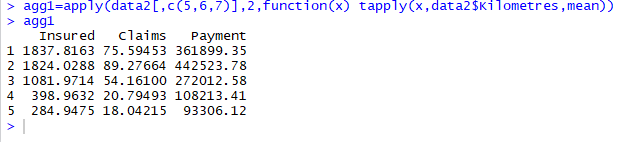 > agg1=apply(data2[,c(5,6,7)],2,function(x) tapply(x,data2$Kilometres,mean))
> agg1
Insured Claims Payment
1 1837.8163 75.59453 361899.35
2 1824.0288 89.27664 442523.78
3 1081.9714 54.16100 272012.58
4 398.9632 20.79493 108213.41
5 284.9475 18.04215 93306.12
>